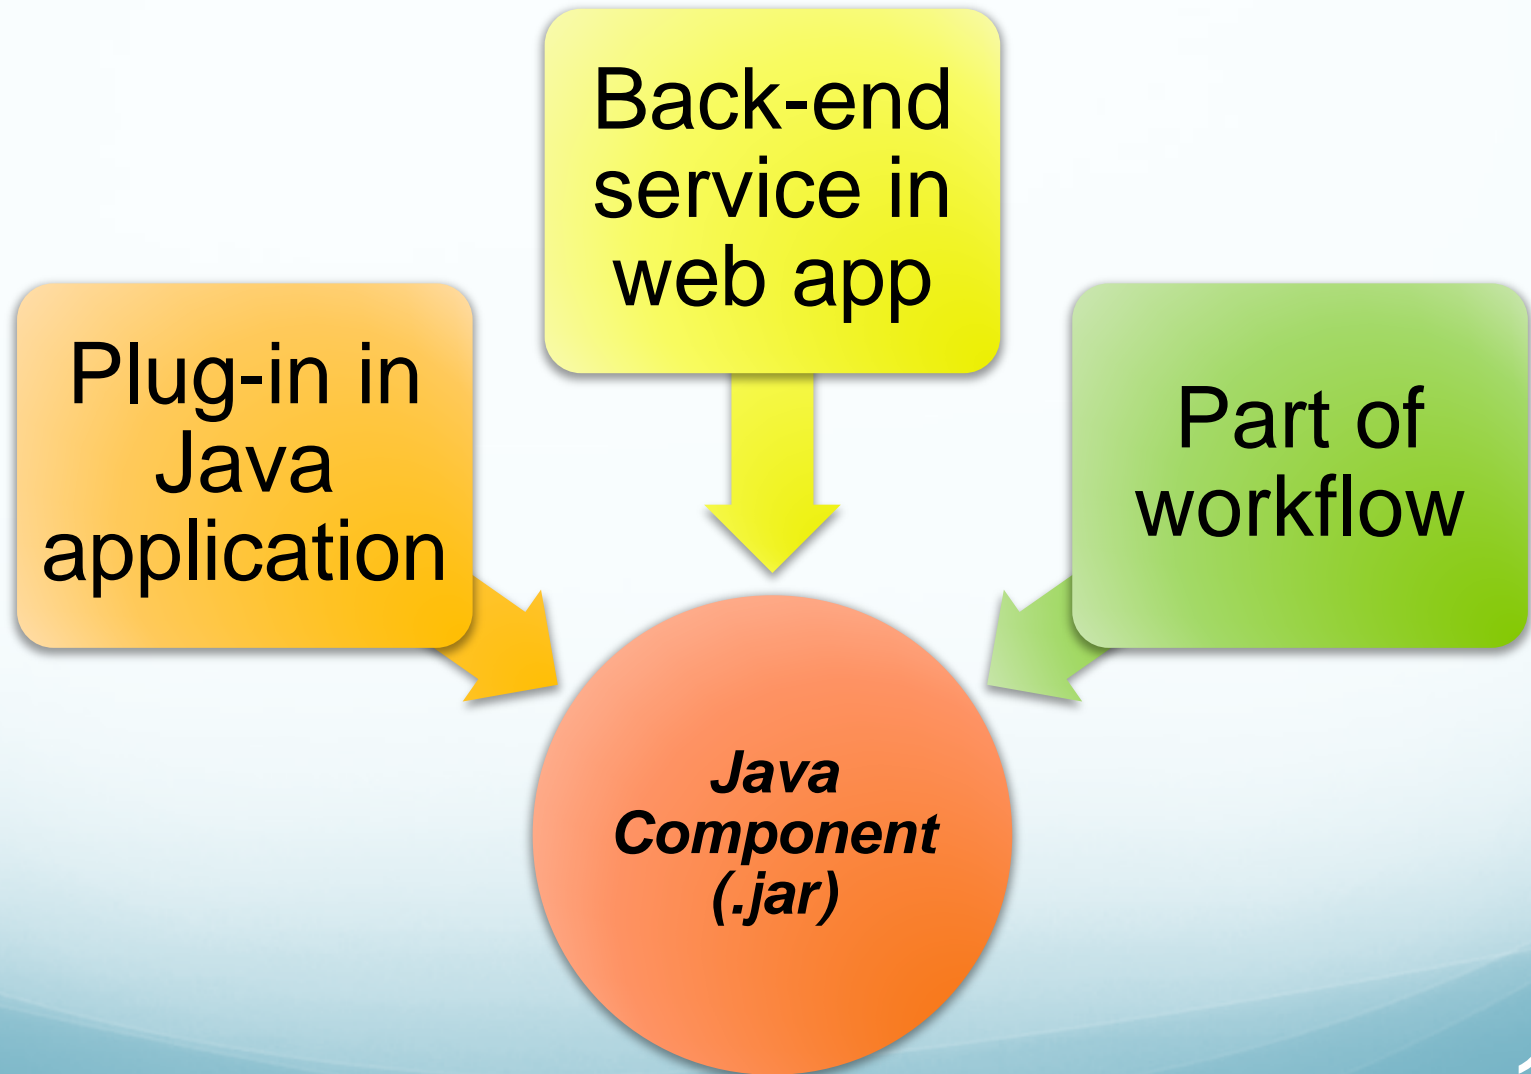 Back-end
service in
web app
Plug-in in
Java
application
Part of
workflow
Java
Component
(.jar)